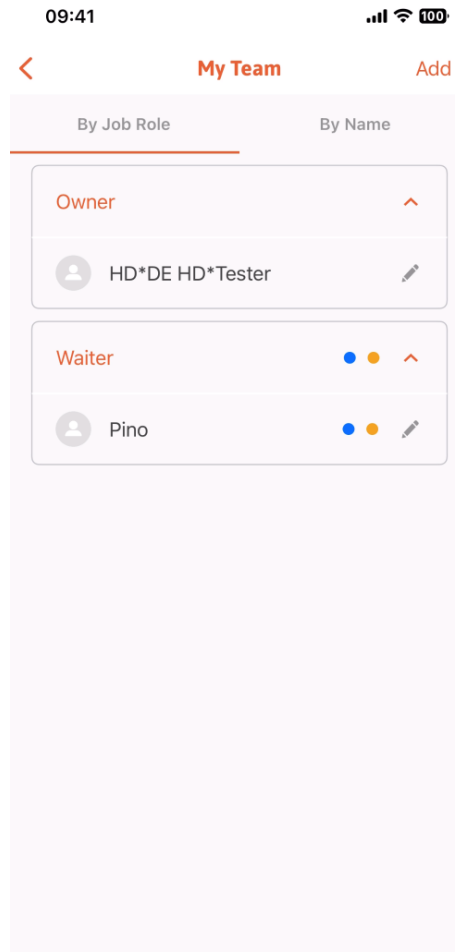 09:41
100
My Team
Add
By Job Role
By Name
Owner
HD*DE HD*Tester
Waiter
Pino